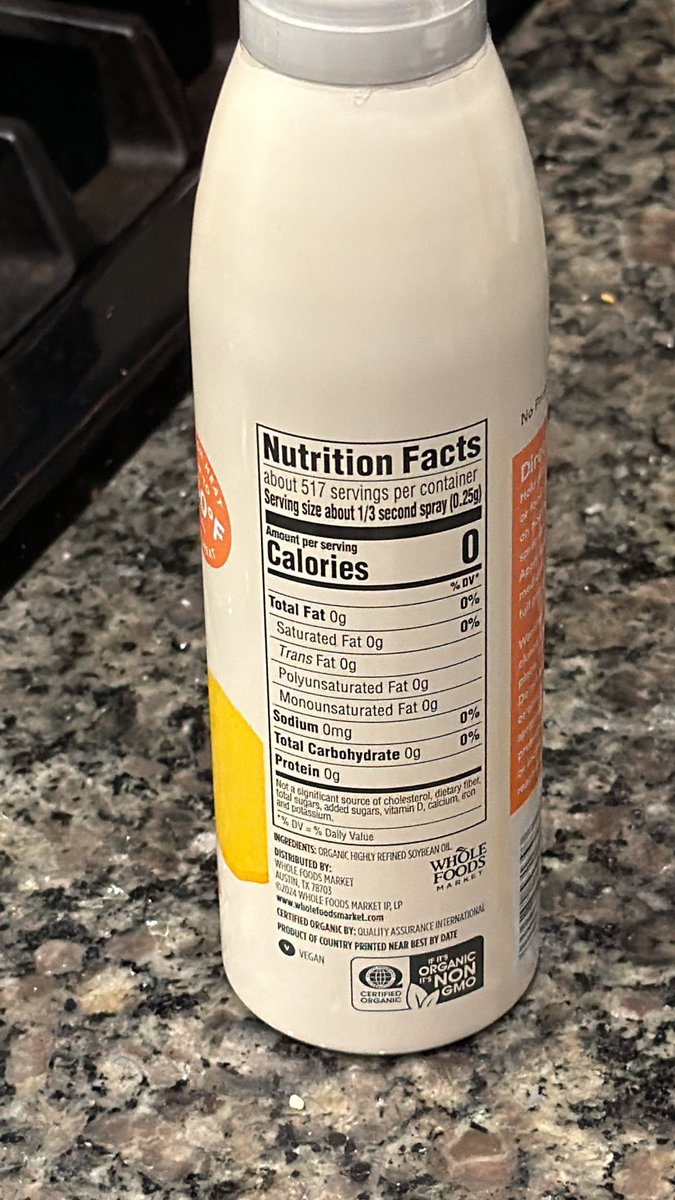 Nutrition Facts
about 517 servings per container
Serving size about 1/3 second spray (0.25g)
Amount per serving
Calories 0
% DV*
Total Fat 0g 0%
Saturated Fat 0g 0%
Trans Fat 0g
Polyunsaturated Fat 0g
Monounsaturated Fat 0g
Sodium 0mg 0%
Total Carbohydrate 0g 0%
Protein 0g
Not a significant source of cholesterol, dietary fiber,
total sugars, added sugars, vitamin D, calcium, iron
and potassium.
*% DV = % Daily Value
INGREDIENTS: ORGANIC HIGHLY REFINED SOYBEAN OIL.
DISTRIBUTED BY:
WHOLE FOODS MARKET
AUSTIN, TX 78703
©2024 WHOLE FOODS MARKET IP, LP
www.wholefoodsmarket.com
CERTIFIED ORGANIC BY: QUALITY ASSURANCE INTERNATIONAL
PRODUCT OF COUNTRY PRINTED NEAR BEST BY DATE
WHOLE
FOODS
MARKET
V VEGAN
CERTIFIED
ORGANIC
IF IT'S
ORGANIC
IT'S NON
GMO
No